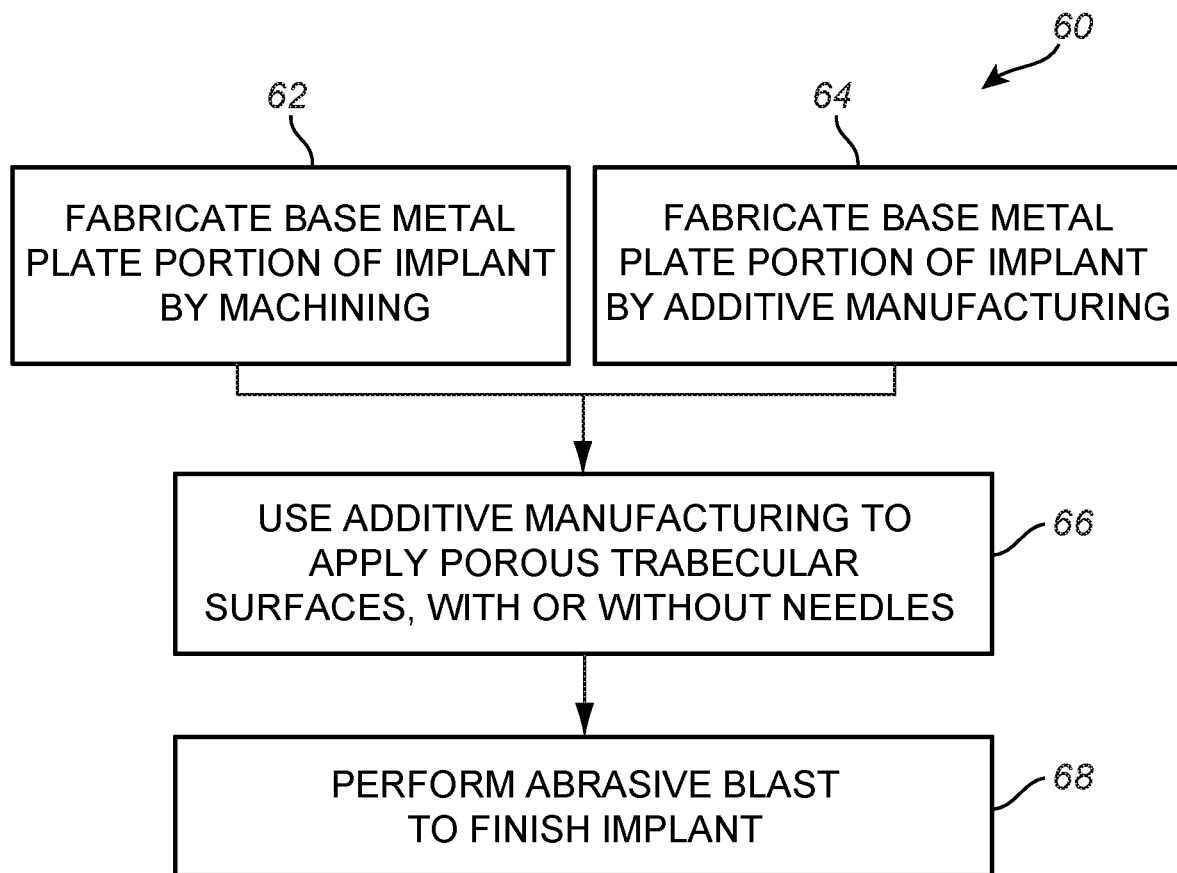 60
62
64
FABRICATE BASE METAL
PLATE PORTION OF IMPLANT
BY MACHINING
FABRICATE BASE METAL
PLATE PORTION OF IMPLANT
BY ADDITIVE MANUFACTURING
USE ADDITIVE MANUFACTURING TO
APPLY POROUS TRABECULAR
SURFACES, WITH OR WITHOUT NEEDLES
66
PERFORM ABRASIVE BLAST
TO FINISH IMPLANT
68